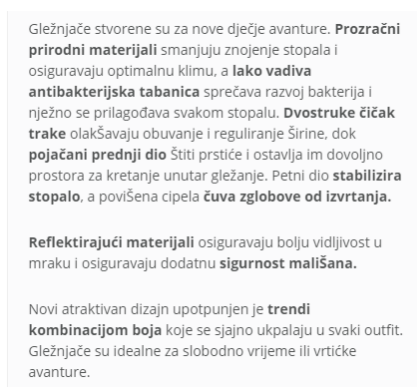 Gležnjače stvorene su za nove dječje avanture. Prozračni
prirodni materijali smanjuju znojenje stopala i
osiguravaju optimalnu klimu, a lako vadiva
antibakterijska tabanica sprečava razvoj bakterija i
nježno se prilagođava svakom stopalu. Dvostruke čičak
trake olakŠavaju obuvanje i reguliranje Širine, dok
pojačani prednji dio Štiti prstiće i ostavlja im dovoljno
prostora za kretanje unutar gležanje. Petni dio stabilizira
stopalo, a poviŠena cipela čuva zglobove od izvrtanja.

Reflektirajući materijali osiguravaju bolju vidljivost u
mraku i osiguravaju dodatnu sigurnost maliŠana.

Novi atraktivan dizajn upotpunjen je trendi
kombinacijom boja koje se sjajno ukpalaju u svaki outfit.
Gležnjače su idealne za slobodno vrijeme ili vrtićke
avanture.